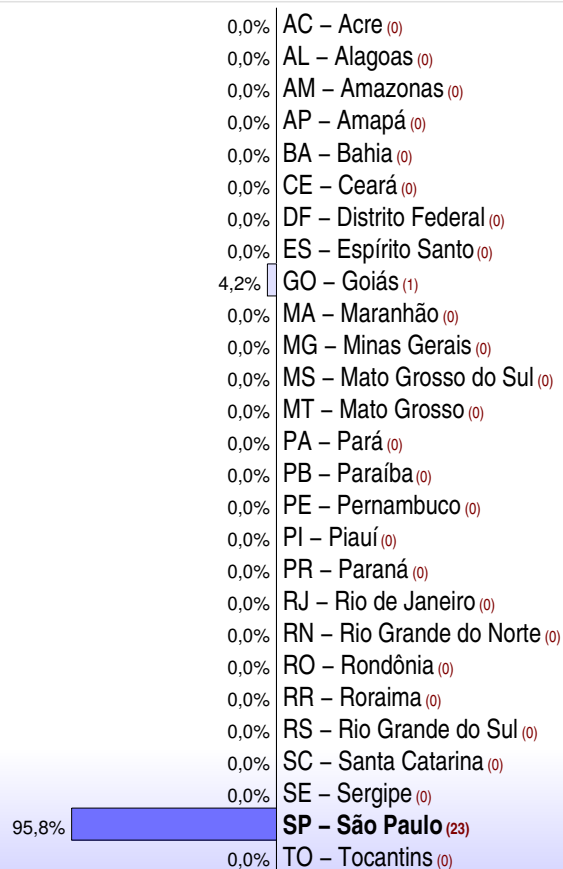 0,0% AC – Acre (0)
0,0% AL – Alagoas (0)
0,0% AM – Amazonas (0)
0,0% AP – Amapá (0)
0,0% BA – Bahia (0)
0,0% CE – Ceará (0)
0,0% DF – Distrito Federal (0)
0,0% ES – Espírito Santo (0)
4,2% GO – Goiás (1)
0,0% MA – Maranhão (0)
0,0% MG – Minas Gerais (0)
0,0% MS – Mato Grosso do Sul (0)
0,0% MT – Mato Grosso (0)
0,0% PA – Pará (0)
0,0% PB – Paraíba (0)
0,0% PE – Pernambuco (0)
0,0% PI – Piauí (0)
0,0% PR – Paraná (0)
0,0% RJ – Rio de Janeiro (0)
0,0% RN – Rio Grande do Norte (0)
0,0% RO – Rondônia (0)
0,0% RR – Roraima (0)
0,0% RS – Rio Grande do Sul (0)
0,0% SC – Santa Catarina (0)
0,0% SE – Sergipe (0)
95,8% SP – São Paulo (23)
0,0% TO – Tocantins (0)